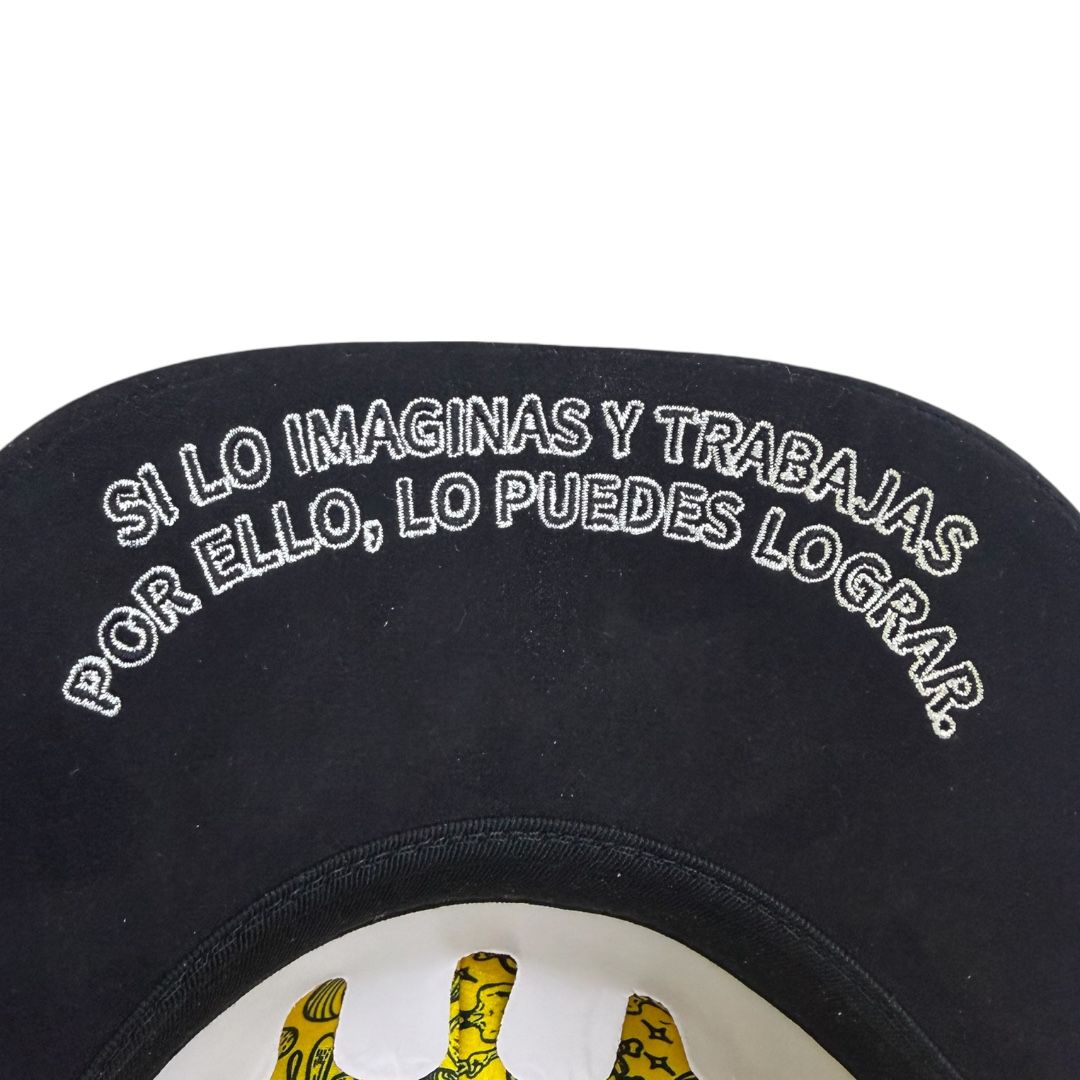 SI LO IMAGINAS Y TRABAJAS
POR ELLO, LO PUEDES LOGRAR.